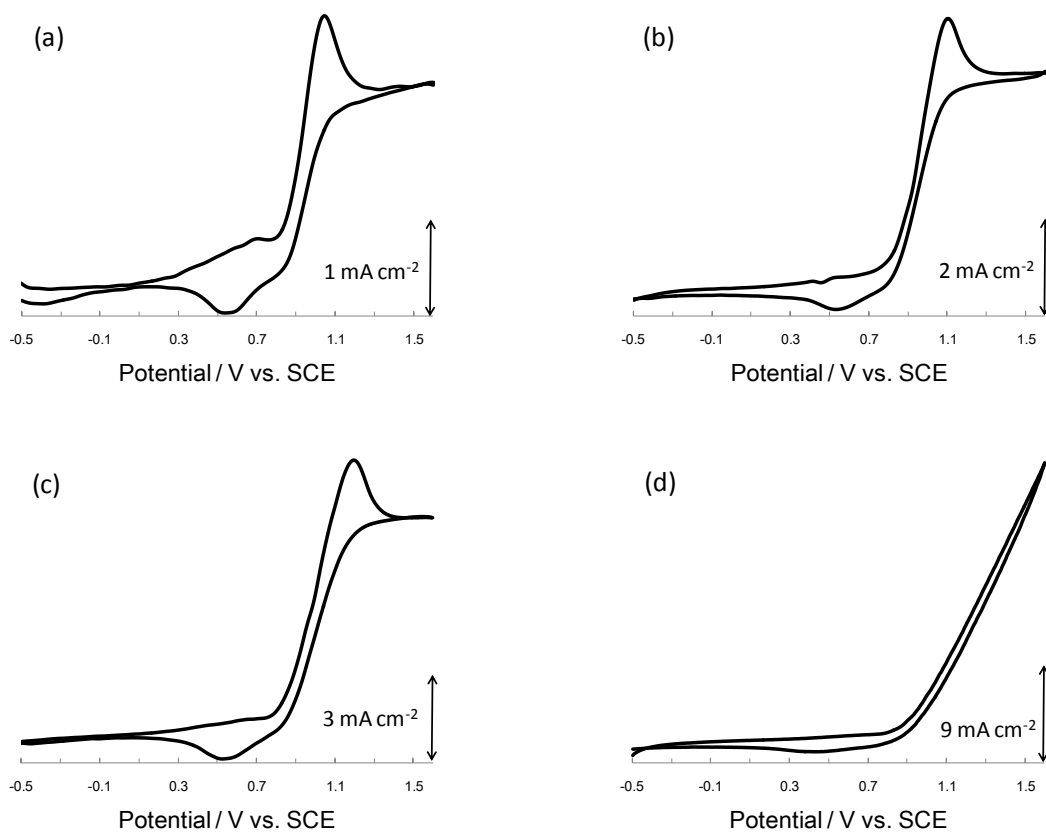 (a)
1 mA cm-2
-0.5 -0.1 0.3 0.7 1.1 1.5
Potential / V vs. SCE
(b)
2 mA cm-2
-0.5 -0.1 0.3 0.7 1.1 1.5
Potential / V vs. SCE
(c)
3 mA cm-2
-0.5 -0.1 0.3 0.7 1.1 1.5
Potential / V vs. SCE
(d)
9 mA cm-2
-0.5 -0.1 0.3 0.7 1.1 1.5
Potential / V vs. SCE